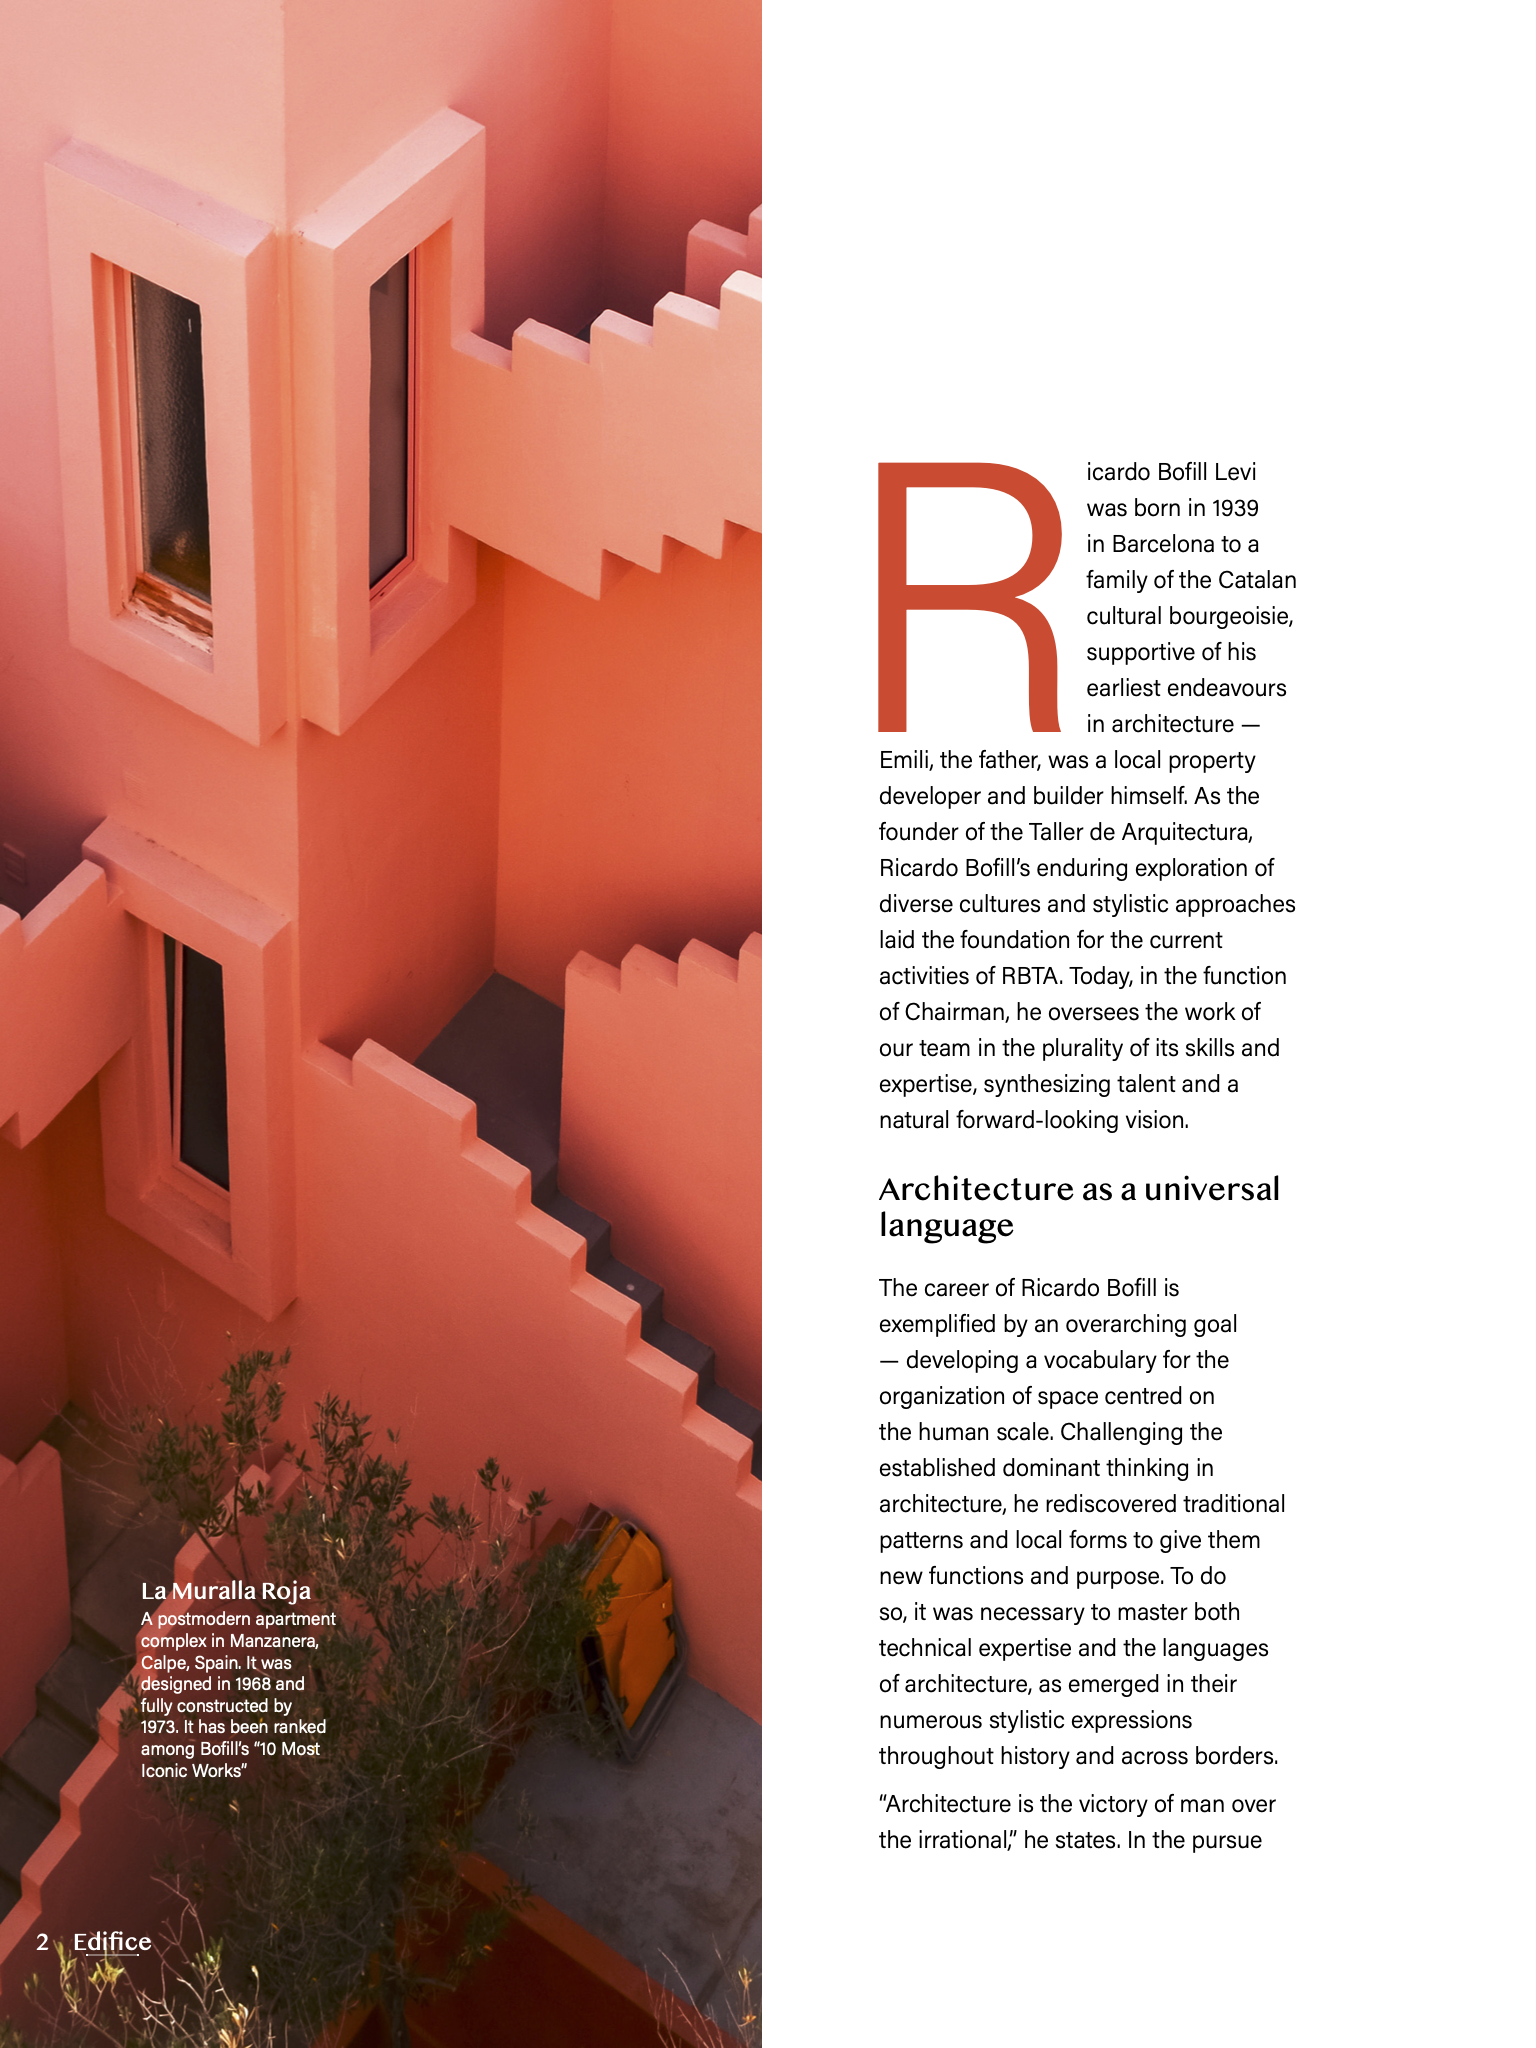 La Muralla Roja
A postmodern apartment
complex in Manzanera,
Calpe, Spain. It was
designed in 1968 and
fully constructed by
1973. It has been ranked
among Bofill’s “10 Most
Iconic Works”
2 Edifice
Ricardo Bofill Levi
was born in 1939
in Barcelona to a
family of the Catalan
cultural bourgeoisie,
supportive of his
earliest endeavours
in architecture —
Emili, the father, was a local property
developer and builder himself. As the
founder of the Taller de Arquitectura,
Ricardo Bofill’s enduring exploration of
diverse cultures and stylistic approaches
laid the foundation for the current
activities of RBTA. Today, in the function
of Chairman, he oversees the work of
our team in the plurality of its skills and
expertise, synthesizing talent and a
natural forward-looking vision.
Architecture as a universal
language
The career of Ricardo Bofill is
exemplified by an overarching goal
— developing a vocabulary for the
organization of space centred on
the human scale. Challenging the
established dominant thinking in
architecture, he rediscovered traditional
patterns and local forms to give them
new functions and purpose. To do
so, it was necessary to master both
technical expertise and the languages
of architecture, as emerged in their
numerous stylistic expressions
throughout history and across borders.
“Architecture is the victory of man over
the irrational,” he states. In the pursue